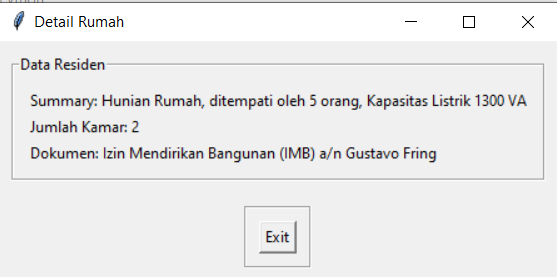 Detail Rumah
Data Residen
Summary: Hunian Rumah, ditempati oleh 5 orang, Kapasitas Listrik 1300 VA
Jumlah Kamar: 2
Dokumen: Izin Mendirikan Bangunan (IMB) a/n Gustavo Fring
Exit